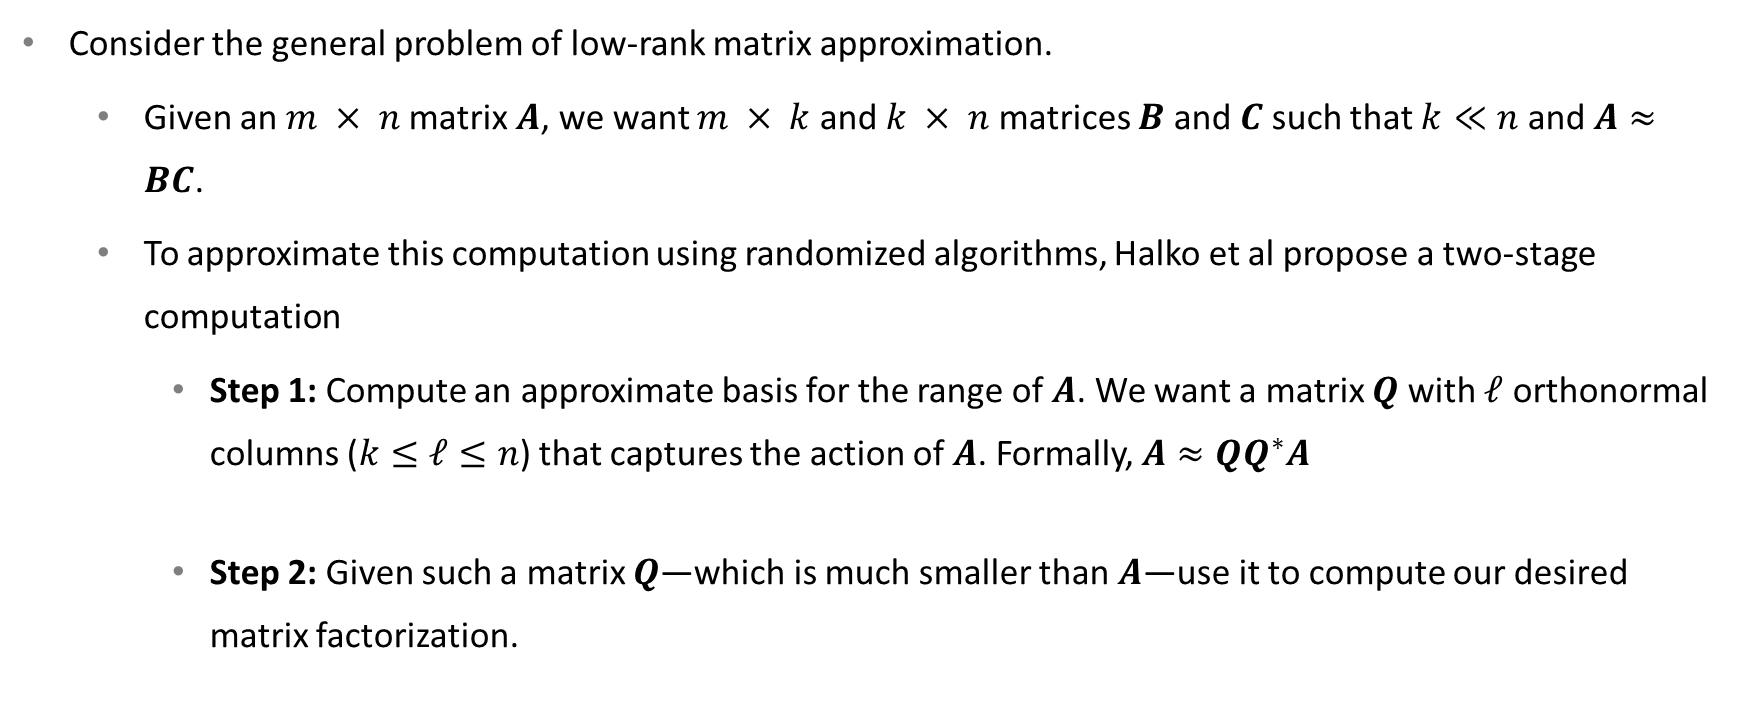 • Consider the general problem of low-rank matrix approximation.
• Given an m × n matrix A, we want m × k and k × n matrices B and C such that k ≪ n and A ≈
BC.
• To approximate this computation using randomized algorithms, Halko et al propose a two-stage
computation
• Step 1: Compute an approximate basis for the range of A. We want a matrix Q with ℓ orthonormal
columns (k ≤ ℓ ≤ n) that captures the action of A. Formally, A ≈ QQ*A
• Step 2: Given such a matrix Q—which is much smaller than A—use it to compute our desired
matrix factorization.